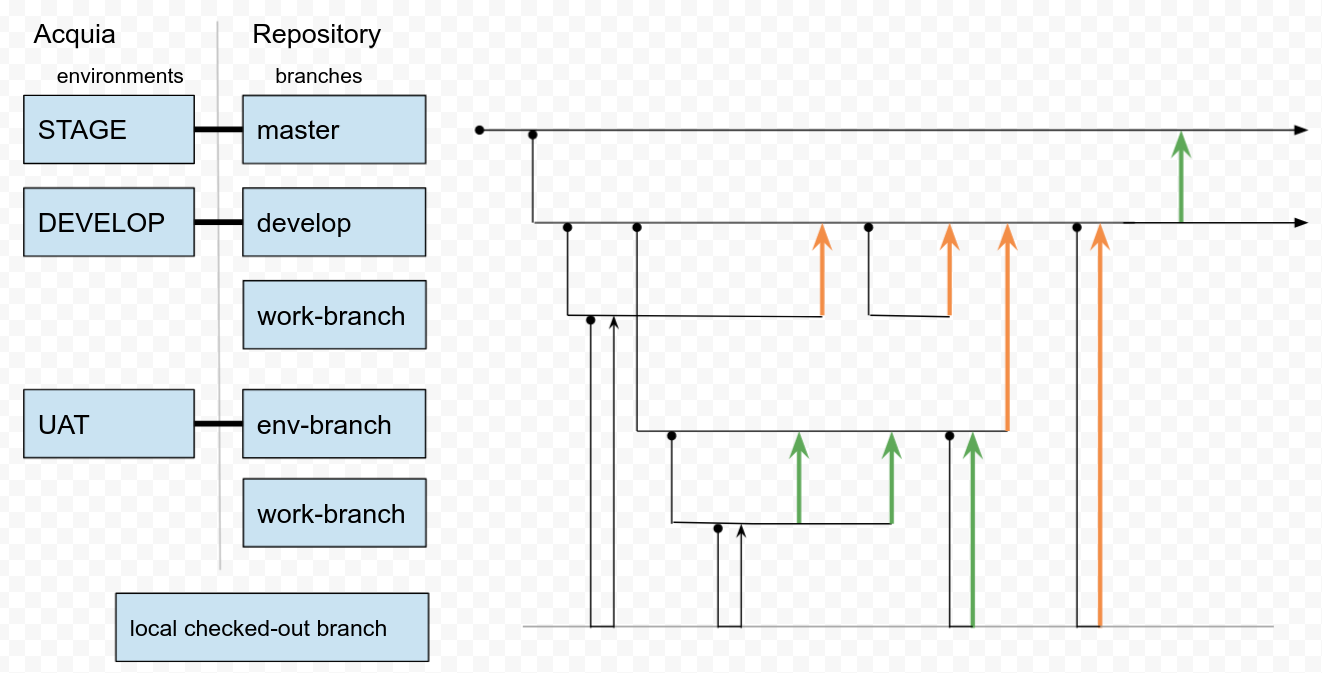 Acquia
Repository
environments
branches
STAGE
master
DEVELOP
develop
work-branch
UAT
env-branch
work-branch
local checked-out branch